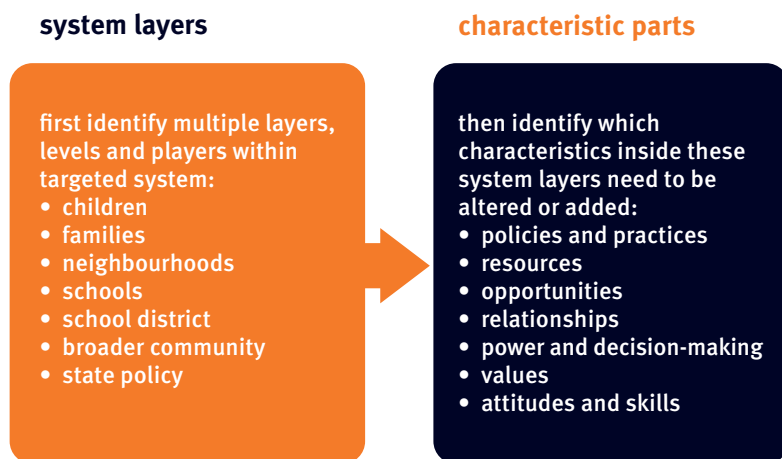 system layers
first identify multiple layers,
levels and players within
targeted system:
• children
• families
• neighbourhoods
• schools
• school district
• broader community
• state policy
characteristic parts
then identify which
characteristics inside these
system layers need to be
altered or added:
• policies and practices
• resources
• opportunities
• relationships
• power and decision-making
• values
• attitudes and skills